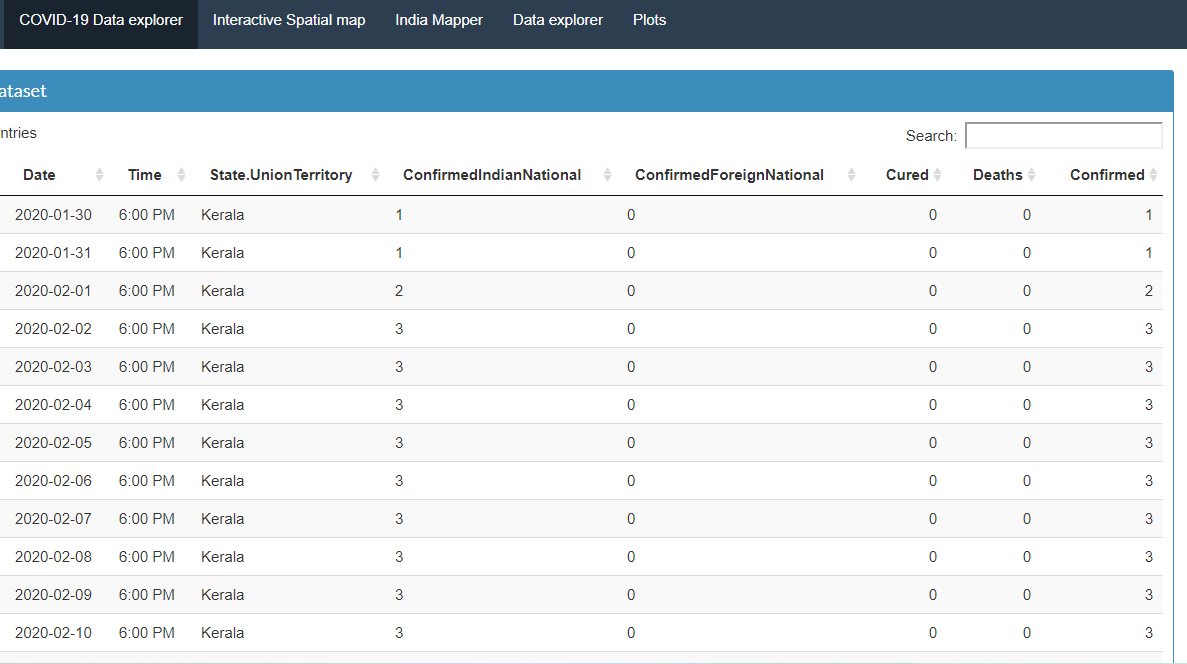 COVID-19 Data explorer Interactive Spatial map India Mapper Data explorer Plots
ataset
ntries Search:
Date Time State.UnionTerritory ConfirmedIndianNational ConfirmedForeignNational Cured Deaths Confirmed
2020-01-30 6:00 PM Kerala 1 0 0 0 1
2020-01-31 6:00 PM Kerala 1 0 0 0 1
2020-02-01 6:00 PM Kerala 2 0 0 0 2
2020-02-02 6:00 PM Kerala 3 0 0 0 3
2020-02-03 6:00 PM Kerala 3 0 0 0 3
2020-02-04 6:00 PM Kerala 3 0 0 0 3
2020-02-05 6:00 PM Kerala 3 0 0 0 3
2020-02-06 6:00 PM Kerala 3 0 0 0 3
2020-02-07 6:00 PM Kerala 3 0 0 0 3
2020-02-08 6:00 PM Kerala 3 0 0 0 3
2020-02-09 6:00 PM Kerala 3 0 0 0 3
2020-02-10 6:00 PM Kerala 3 0 0 0 3